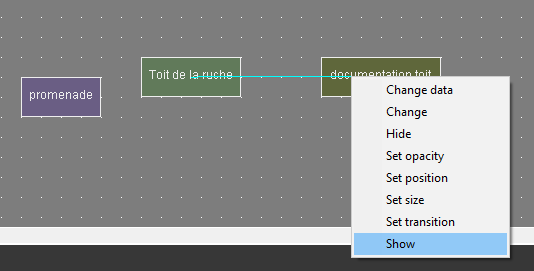 promenade
Toit de la ruche
documentation toit
Change data
Change
Hide
Set opacity
Set position
Set size
Set transition
Show